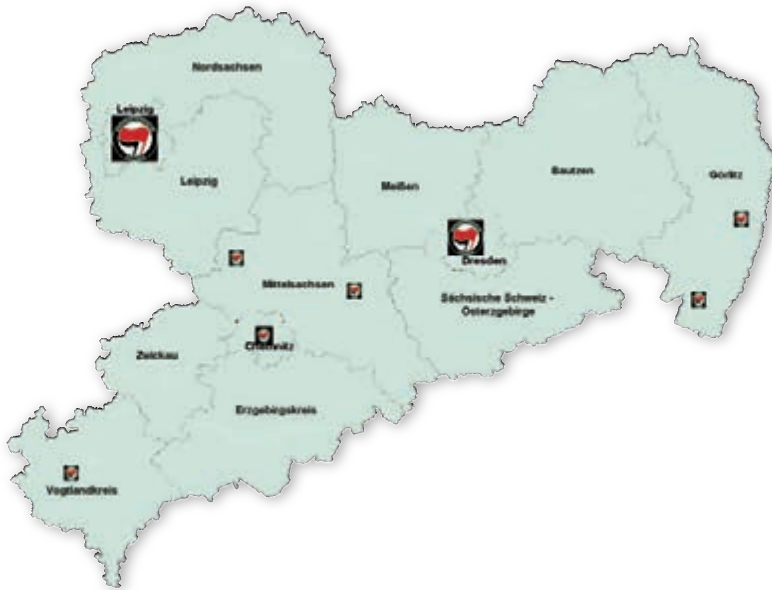 Nordsachsen
Leipzig
Leipzig
Meißen
Bautzen
Görlitz
Dresden
Mittelsachsen
Sächsische Schweiz -
Osterzgebirge
Chemnitz
Zwickau
Erzgebirgskreis
Vogtlandkreis